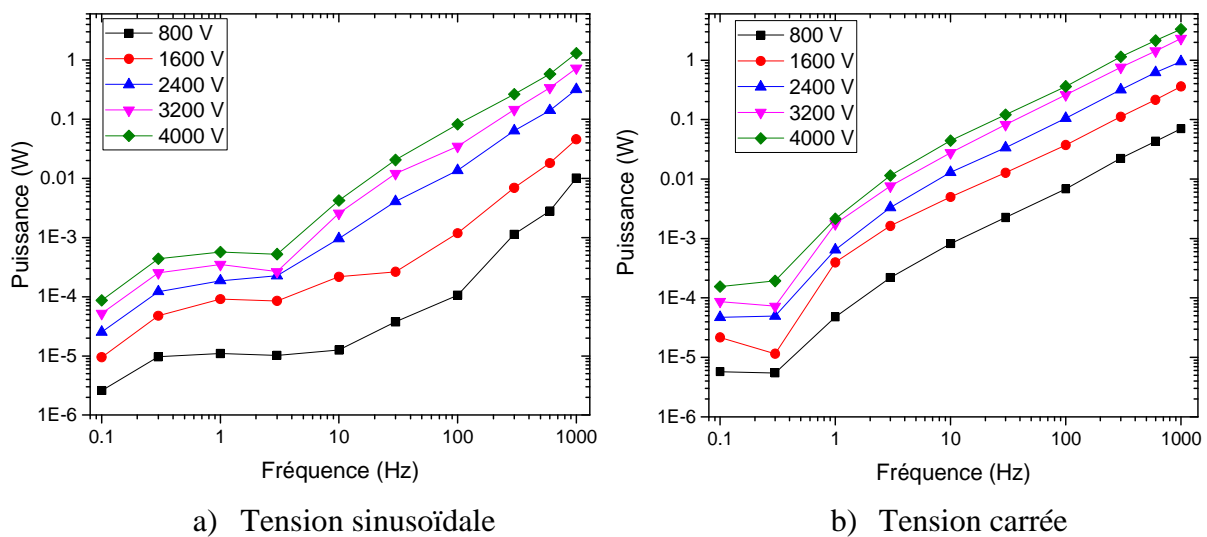 800 V
1600 V
2400 V
3200 V
4000 V
1
0.1
0.01
1E-3
1E-4
1E-5
1E-6
Puissance (W)
0.1 1 10 100 1000
Fréquence (Hz)
a) Tension sinusoïdale
800 V
1600 V
2400 V
3200 V
4000 V
1
0.1
0.01
1E-3
1E-4
1E-5
1E-6
Puissance (W)
0.1 1 10 100 1000
Fréquence (Hz)
b) Tension carrée